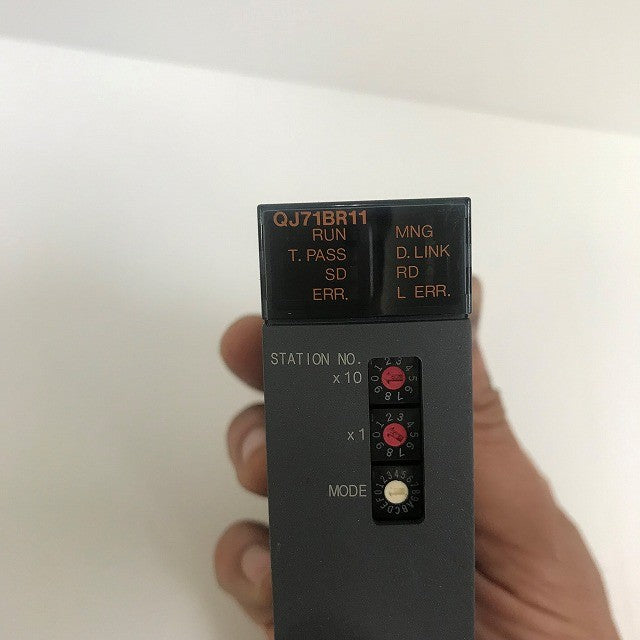 QJ71BR11
RUN MNG
T. PASS D. LINK
SD RD
ERR. L ERR.
STATION NO.
x10
x1
MODE